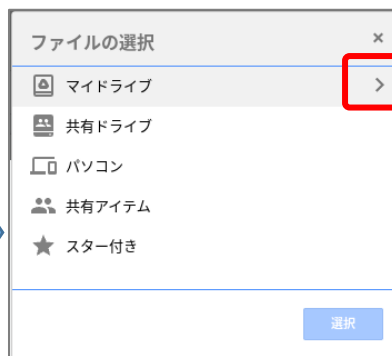 ファイルの選択
マイドライブ
共有ドライブ
パソコン
共有アイテム
スター付き
選択